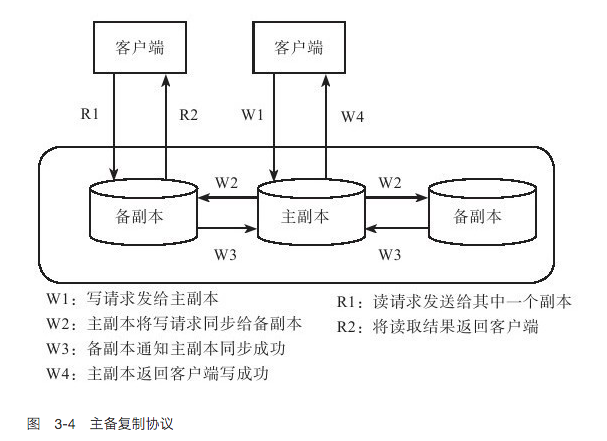 客户端 客户端
R1 R2 W1 W4
W2 W2
备副本 主副本 备副本
W3 W3
W1：写请求发给主副本
W2：主副本将写请求同步给备副本
W3：备副本通知主副本同步成功
W4：主副本返回客户端写成功
R1：读请求发送给其中一个副本
R2：将读取结果返回客户端
图 3-4 主备复制协议